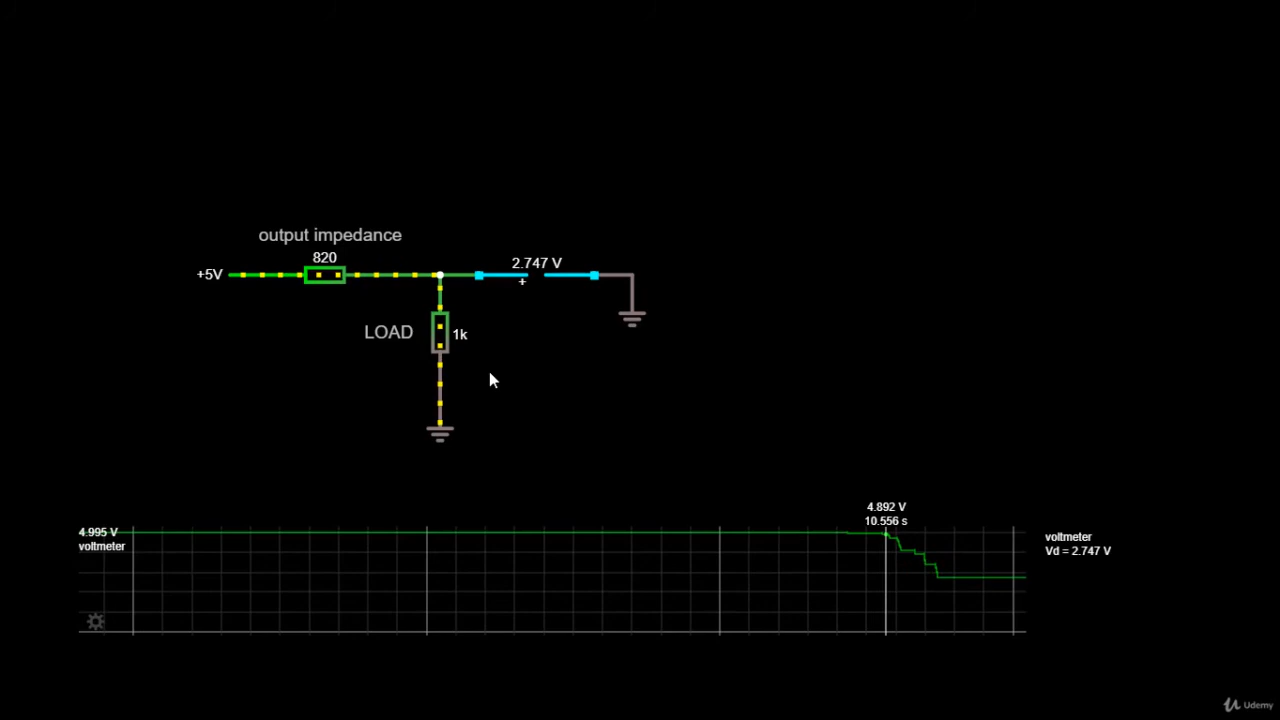 output impedance
820
+5V
2.747 V
+
LOAD
1k
4.892 V
10.556 s
4.995 V
voltmeter
voltmeter
Vd = 2.747 V
Udemy